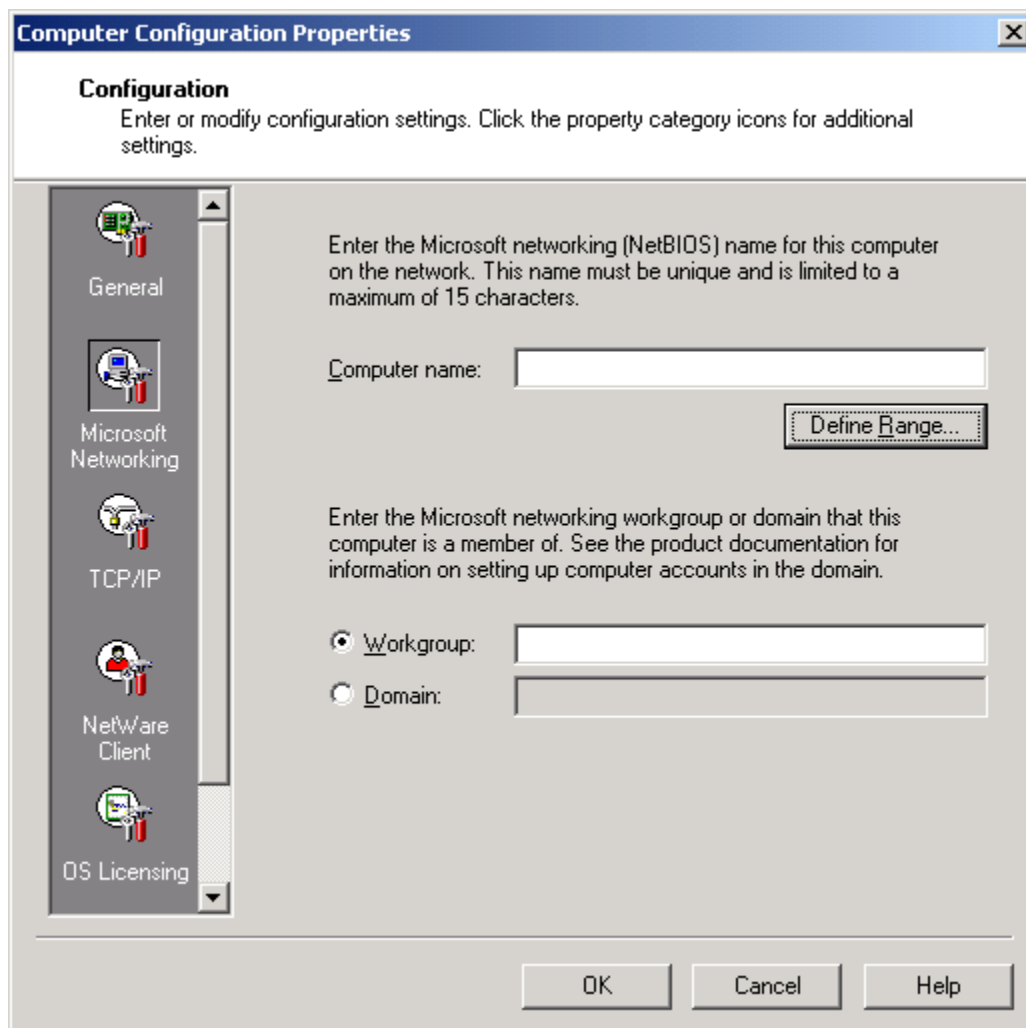 Computer Configuration Properties
Configuration
Enter or modify configuration settings. Click the property category icons for additional
settings.
General
Microsoft
Networking
TCP/IP
NetWare
Client
OS Licensing
Enter the Microsoft networking (NetBIOS) name for this computer
on the network. This name must be unique and is limited to a
maximum of 15 characters.
Computer name:
Define Range...
Enter the Microsoft networking workgroup or domain that this
computer is a member of. See the product documentation for
information on setting up computer accounts in the domain.
Workgroup:
Domain:
OK
Cancel
Help